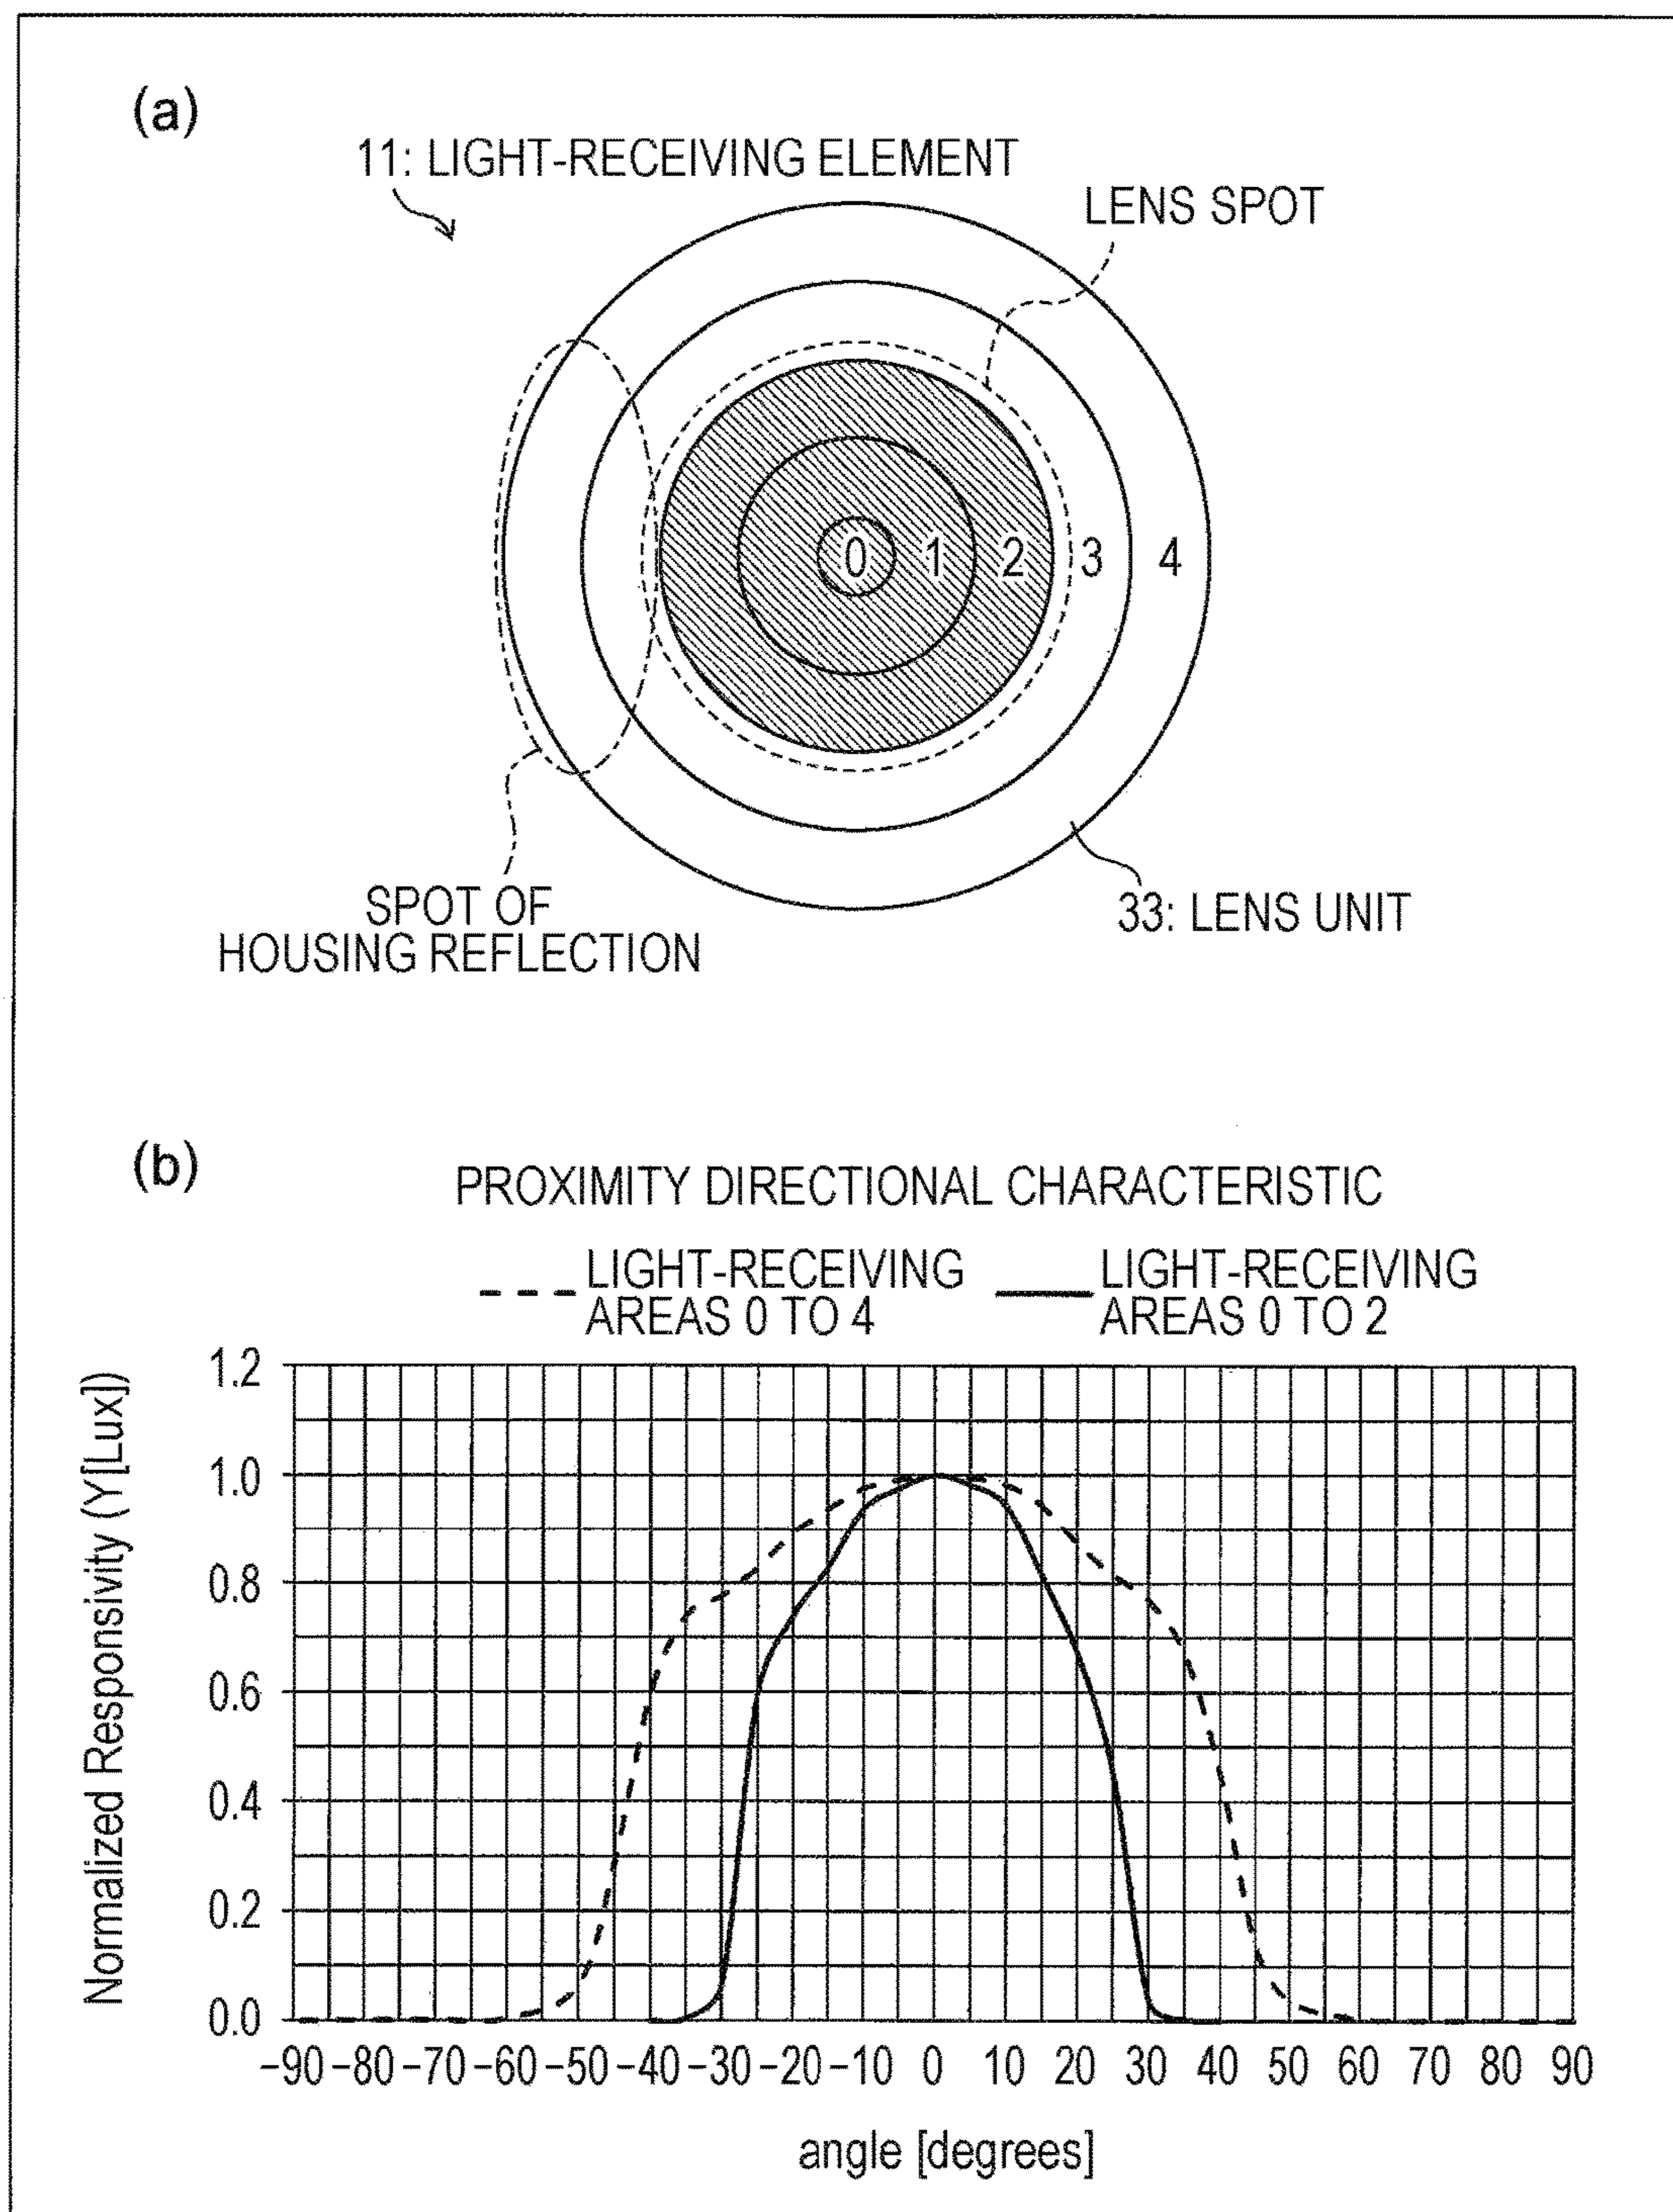 (a)
11: LIGHT-RECEIVING ELEMENT
LENS SPOT
0 1 2 3 4
SPOT OF
HOUSING REFLECTION
33: LENS UNIT
(b)
PROXIMITY DIRECTIONAL CHARACTERISTIC
LIGHT-RECEIVING
AREAS 0 TO 4
LIGHT-RECEIVING
AREAS 0 TO 2
Normalized Responsivity (Y[Lux])
1.2
1.0
0.8
0.6
0.4
0.2
0.0
−90 −80 −70 −60 −50 −40 −30 −20 −10 0 10 20 30 40 50 60 70 80 90
angle [degrees]